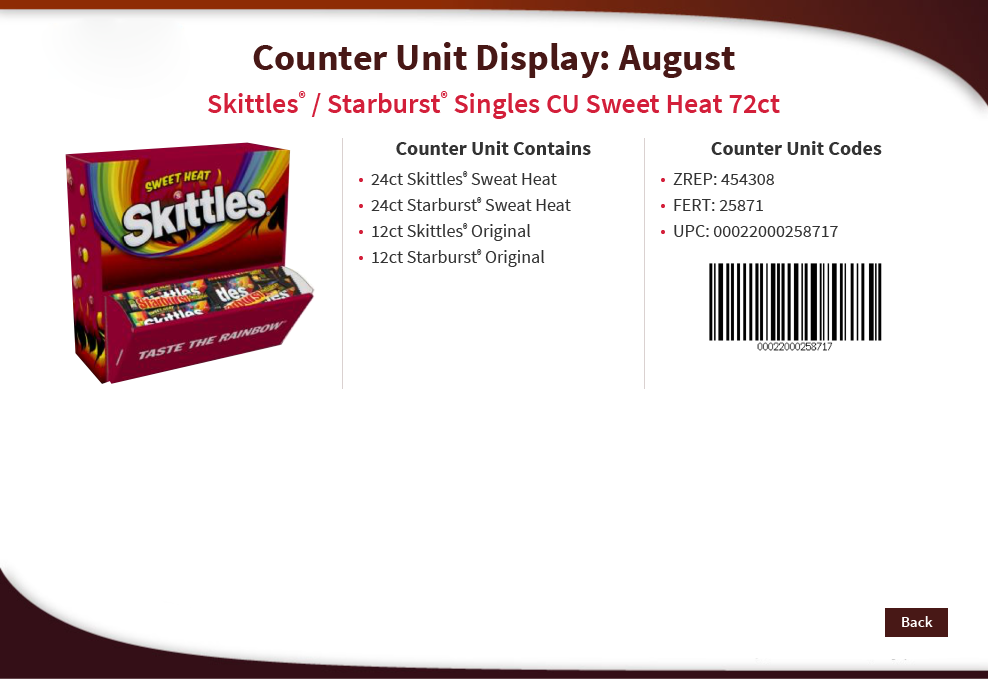 Counter Unit Display: August
Skittles® / Starburst® Singles CU Sweet Heat 72ct
SWEET HEAT
Skittles
Starburst
Skittles
TASTE THE RAINBOW
Counter Unit Contains
• 24ct Skittles® Sweat Heat
• 24ct Starburst® Sweat Heat
• 12ct Skittles® Original
• 12ct Starburst® Original
Counter Unit Codes
• ZREP: 454308
• FERT: 25871
• UPC: 00022000258717
00022000258717
Back